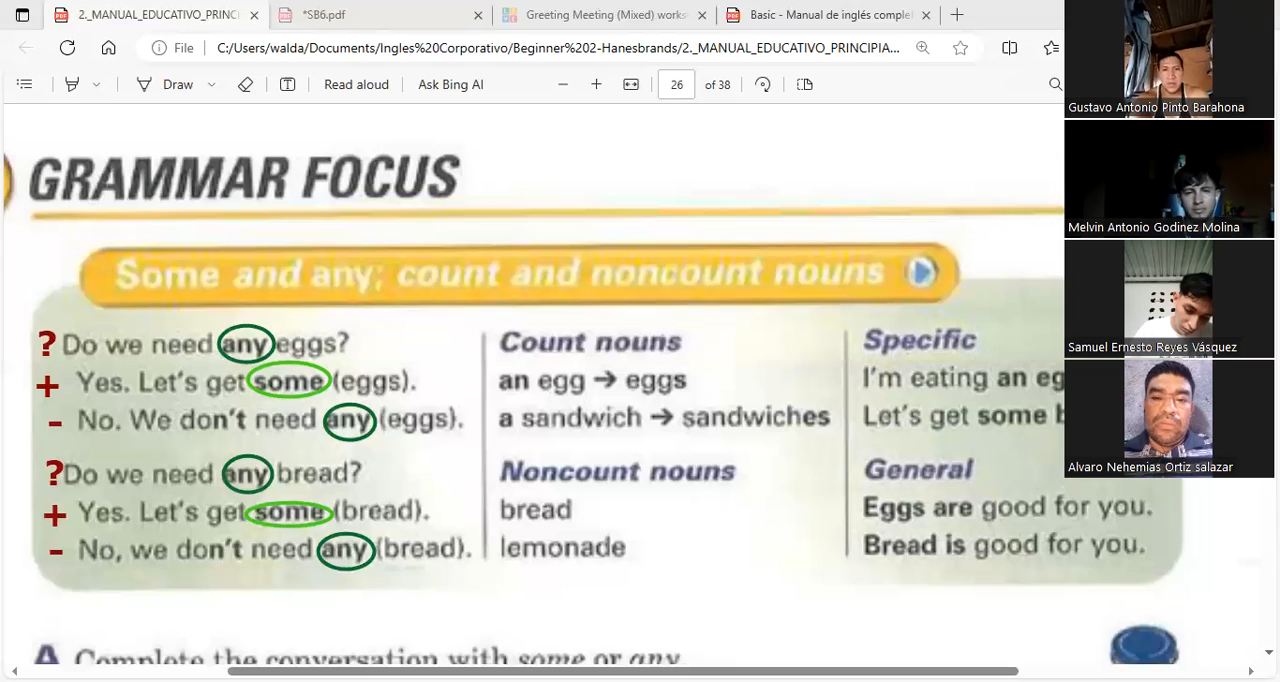 2._MANUAL_EDUCATIVO_PRINCI
*SB6.pdf
Greeting Meeting (Mixed) works
Basic - Manual de inglés comple
File
C:/Users/walda/Documents/Ingles%20Corporativo/Beginner%202-Hanesbrands/2._MANUAL_EDUCATIVO_PRINCIPIA...
Draw
Read aloud
Ask Bing AI
26
of 38
GRAMMAR FOCUS
Some and any; count and noncount nouns
? Do we need any eggs?
+ Yes. Let's get some (eggs).
- No. We don't need any (eggs).
? Do we need any bread?
+ Yes. Let's get some (bread).
- No, we don't need any (bread).
Count nouns
an egg → eggs
a sandwich → sandwiches
Noncount nouns
bread
lemonade
Specific
I'm eating an eg
Let's get some b
General
Eggs are good for you.
Bread is good for you.
A Complete the conversation with some or any.
Gustavo Antonio Pinto Barahona
Melvin Antonio Godinez Molina
Samuel Ernesto Reyes Vásquez
Alvaro Nehemias Ortiz salazar